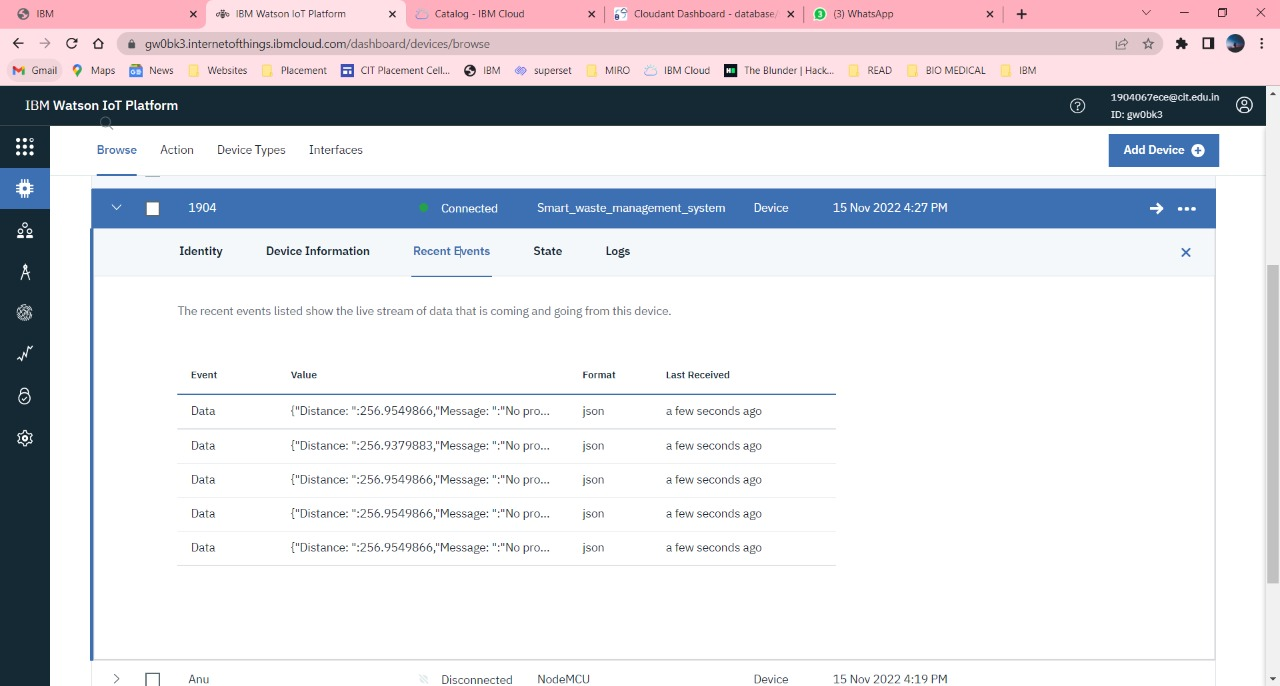 IBM
IBM Watson IoT Platform
Catalog - IBM Cloud
Cloudant Dashboard - database/
(3) WhatsApp
gw0bk3.internetofthings.ibmcloud.com/dashboard/devices/browse
Gmail Maps News Websites Placement CIT Placement Cell... IBM superset MIRO IBM Cloud The Blunder | Hack... READ BIO MEDICAL IBM
IBM Watson IoT Platform
1904067ece@cit.edu.in
ID: gw0bk3
Browse Action Device Types Interfaces
Add Device
1904 Connected Smart_waste_management_system Device 15 Nov 2022 4:27 PM
Identity Device Information Recent Events State Logs
The recent events listed show the live stream of data that is coming and going from this device.
Event Value Format Last Received
Data {"Distance: ":256.9549866,"Message: ":"No pro... json a few seconds ago
Data {"Distance: ":256.9379883,"Message: ":"No pro... json a few seconds ago
Data {"Distance: ":256.9549866,"Message: ":"No pro... json a few seconds ago
Data {"Distance: ":256.9549866,"Message: ":"No pro... json a few seconds ago
Data {"Distance: ":256.9549866,"Message: ":"No pro... json a few seconds ago
Anu Disconnected NodeMCU Device 15 Nov 2022 4:19 PM